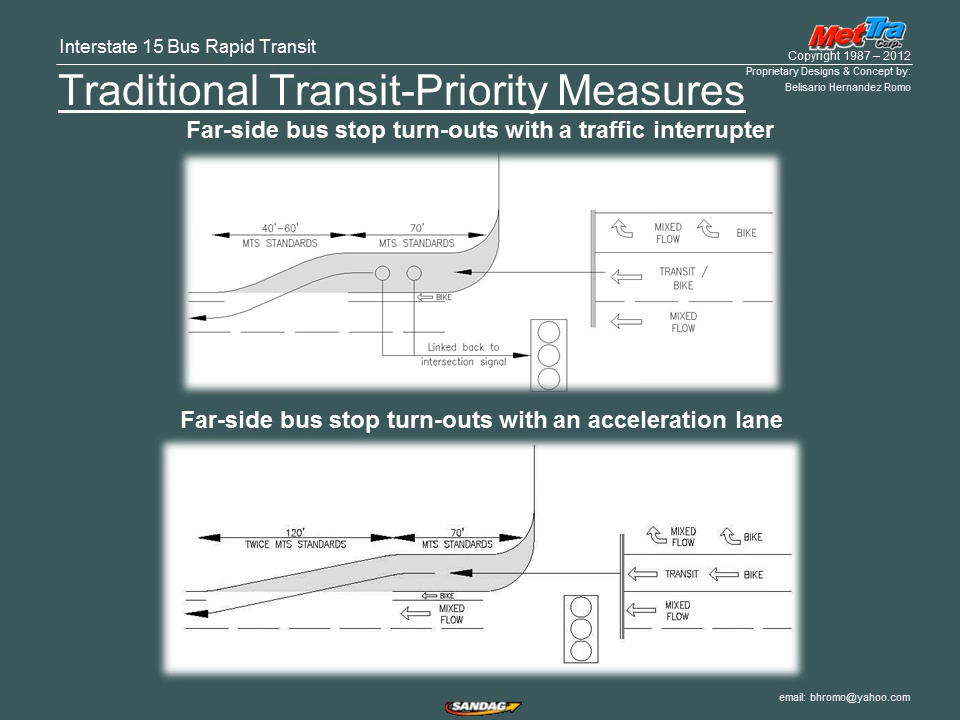 Interstate 15 Bus Rapid Transit
MetTra
Corp.
Copyright 1987 – 2012
Proprietary Designs & Concept by:
Belisario Hernandez Romo
Traditional Transit-Priority Measures
Far-side bus stop turn-outs with a traffic interrupter
40'-60'
MTS STANDARDS
70'
MTS STANDARDS
MIXED
FLOW
BIKE
TRANSIT /
BIKE
BIKE
MIXED
FLOW
Linked back to
intersection signal
Far-side bus stop turn-outs with an acceleration lane
120'
TWICE MTS STANDARDS
70'
MTS STANDARDS
MIXED
FLOW
BIKE
TRANSIT
BIKE
BIKE
MIXED
FLOW
MIXED
FLOW
SANDAG
email: bhromo@yahoo.com